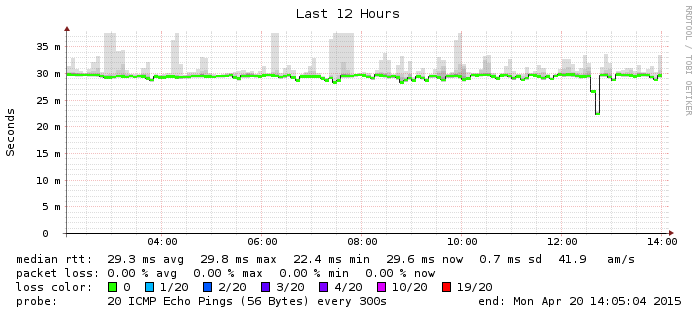 Last 12 Hours
RRDTOOL / TOBI OETIKER
Seconds
35 m
30 m
25 m
20 m
15 m
10 m
5 m
0
04:00 06:00 08:00 10:00 12:00 14:00
median rtt: 29.3 ms avg 29.8 ms max 22.4 ms min 29.6 ms now 0.7 ms sd 41.9 am/s
packet loss: 0.00 % avg 0.00 % max 0.00 % min 0.00 % now
loss color: 0 1/20 2/20 3/20 4/20 10/20 19/20
probe: 20 ICMP Echo Pings (56 Bytes) every 300s end: Mon Apr 20 14:05:04 2015